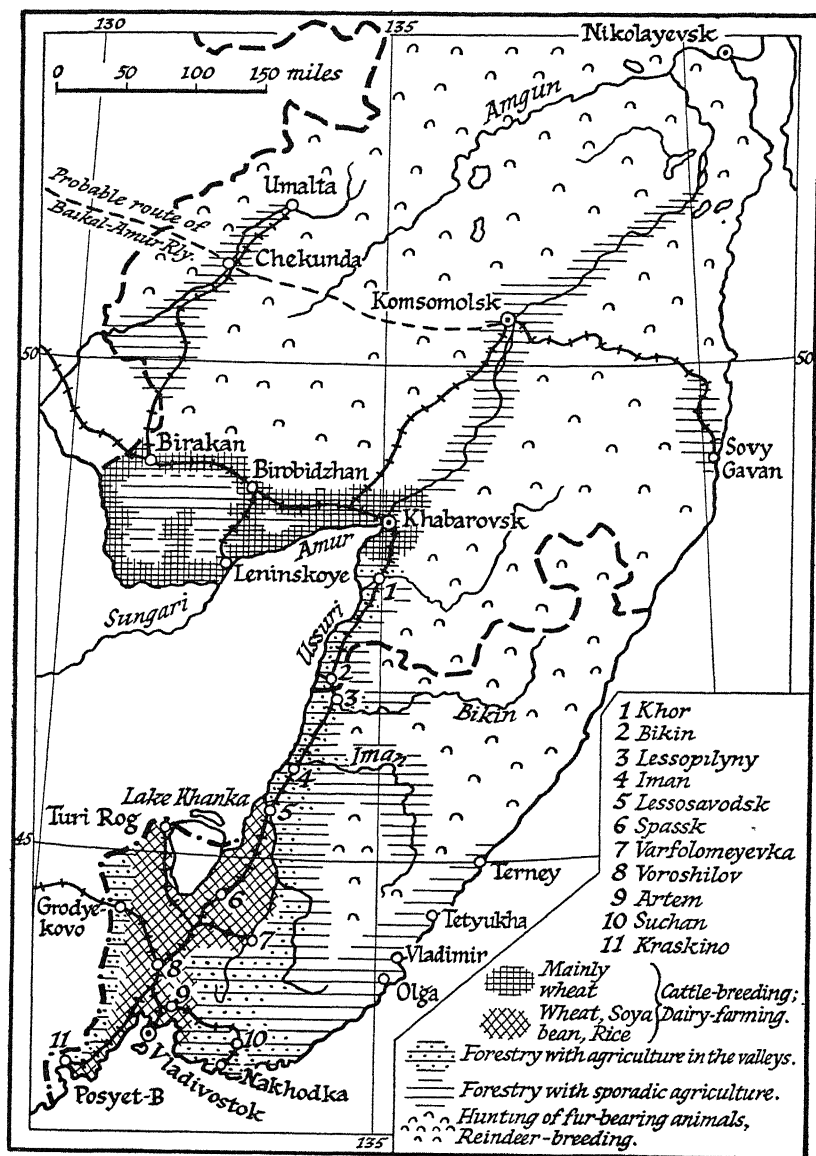 130
135
Nikolayevsk
0 50 100 150 miles
Amgun
Umalta
Probable route of
Baikal-Amur Rly.
Chekunda
Komsomolsk
50
50
Birakan
Birobidzhan
Sovy
Gavan
Khabarovsk
Amur
Leninskoye
1
Sungari
Ussuri
2
3
Bikin
1 Khor
2 Bikin
3 Lessopilyny
4 Iman
5 Lessosavodsk
6 Spassk
7 Varfolomeyevka
8 Voroshilov
9 Artem
10 Suchan
11 Kraskino
Iman
4
Lake Khanka
5
Turi Rog
45
Terney
6
Grodye-
kovo
Tetyukha
7
Vladimir
8
Olga
9
10
11
Vladivostok
Nakhodka
Posyet-B
135
Mainly
wheat
Wheat, Soya
bean, Rice
Cattle-breeding;
Dairy-farming.
Forestry with agriculture in the valleys.
Forestry with sporadic agriculture.
Hunting of fur-bearing animals,
Reindeer-breeding.